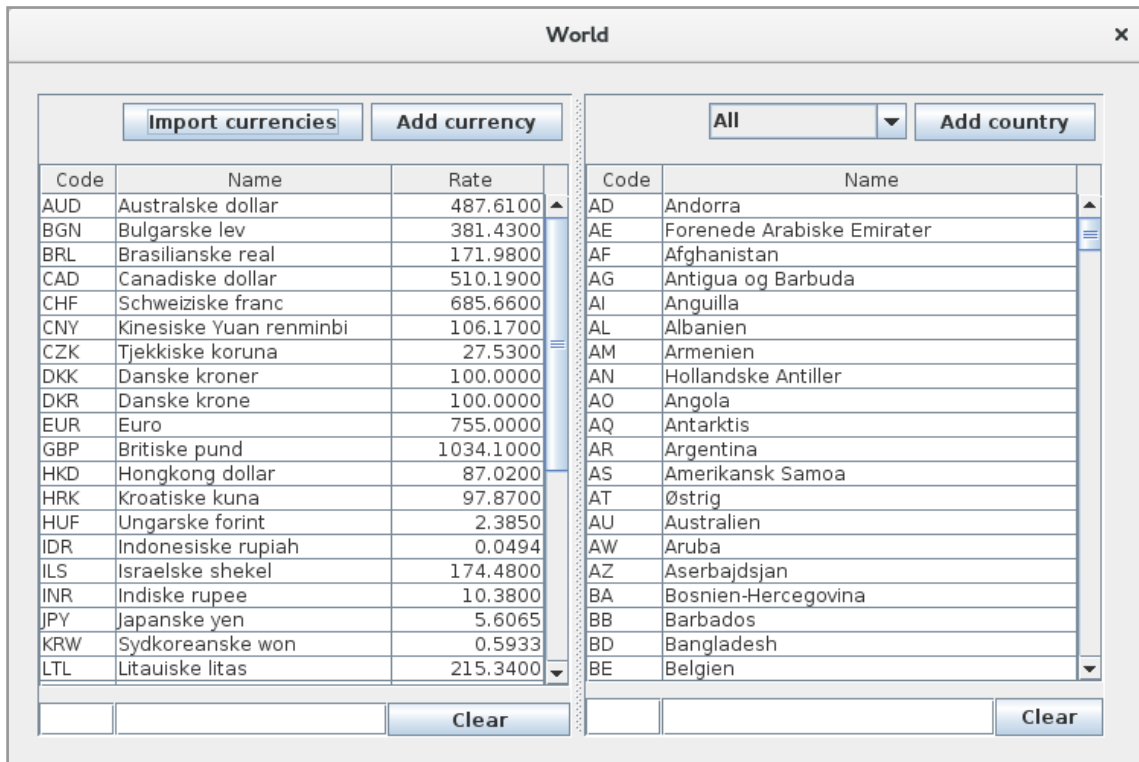 World
Import currencies Add currency
Code Name Rate
AUD Australske dollar 487.6100
BGN Bulgarske lev 381.4300
BRL Brasilianske real 171.9800
CAD Canadiske dollar 510.1900
CHF Schweiziske franc 685.6600
CNY Kinesiske Yuan renminbi 106.1700
CZK Tjekkiske koruna 27.5300
DKK Danske kroner 100.0000
DKR Danske krone 100.0000
EUR Euro 755.0000
GBP Britiske pund 1034.1000
HKD Hongkong dollar 87.0200
HRK Kroatiske kuna 97.8700
HUF Ungarske forint 2.3850
IDR Indonesiske rupiah 0.0494
ILS Israelske shekel 174.4800
INR Indiske rupee 10.3800
JPY Japanske yen 5.6065
KRW Sydkoreanske won 0.5933
LTL Litauiske litas 215.3400
Clear
All Add country
Code Name
AD Andorra
AE Forenede Arabiske Emirater
AF Afghanistan
AG Antigua og Barbuda
AI Anguilla
AL Albanien
AM Armenien
AN Hollandske Antiller
AO Angola
AQ Antarktis
AR Argentina
AS Amerikansk Samoa
AT Østrig
AU Australien
AW Aruba
AZ Aserbajdsjan
BA Bosnien-Hercegovina
BB Barbados
BD Bangladesh
BE Belgien
Clear